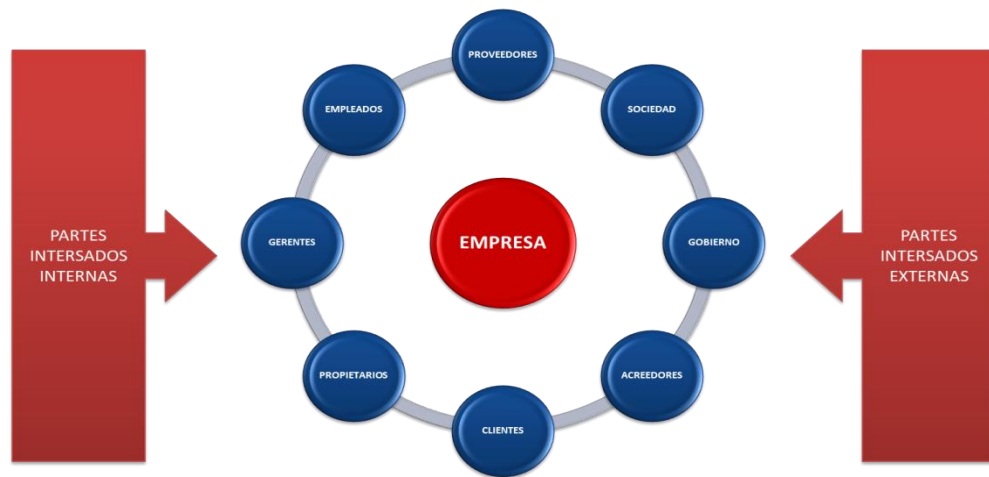 PROVEEDORES
EMPLEADOS
SOCIEDAD
PARTES
INTERSADOS
INTERNAS
GERENTES
EMPRESA
GOBIERNO
PARTES
INTERSADOS
EXTERNAS
PROPIETARIOS
ACREEDORES
CLIENTES